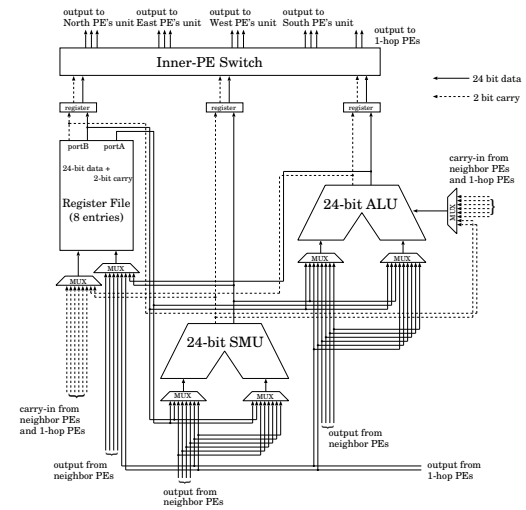 output to
North PE's unit
output to
East PE's unit
output to
West PE's unit
output to
South PE's unit
output to
1-hop PEs
Inner-PE Switch
24 bit data
2 bit carry
register
register
register
portB
portA
24-bit data +
2-bit carry
Register File
(8 entries)
carry-in from
neighbor PEs
and 1-hop PEs
24-bit ALU
MUX
MUX
MUX
MUX
MUX
24-bit SMU
MUX
MUX
carry-in from
neighbor PEs
and 1-hop PEs
output from
neighbor PEs
output from
neighbor PEs
output from
1-hop PEs
output from
neighbor PEs